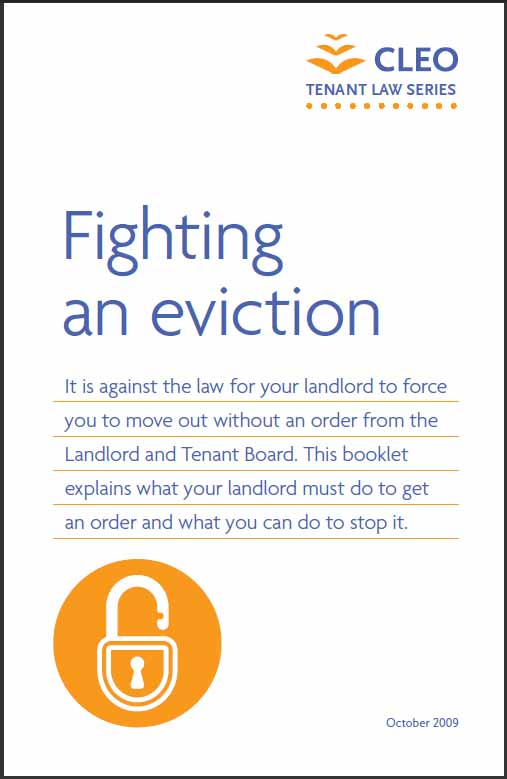 CLEO
TENANT LAW SERIES
Fighting
an eviction
It is against the law for your landlord to force
you to move out without an order from the
Landlord and Tenant Board. This booklet
explains what your landlord must do to get
an order and what you can do to stop it.
October 2009